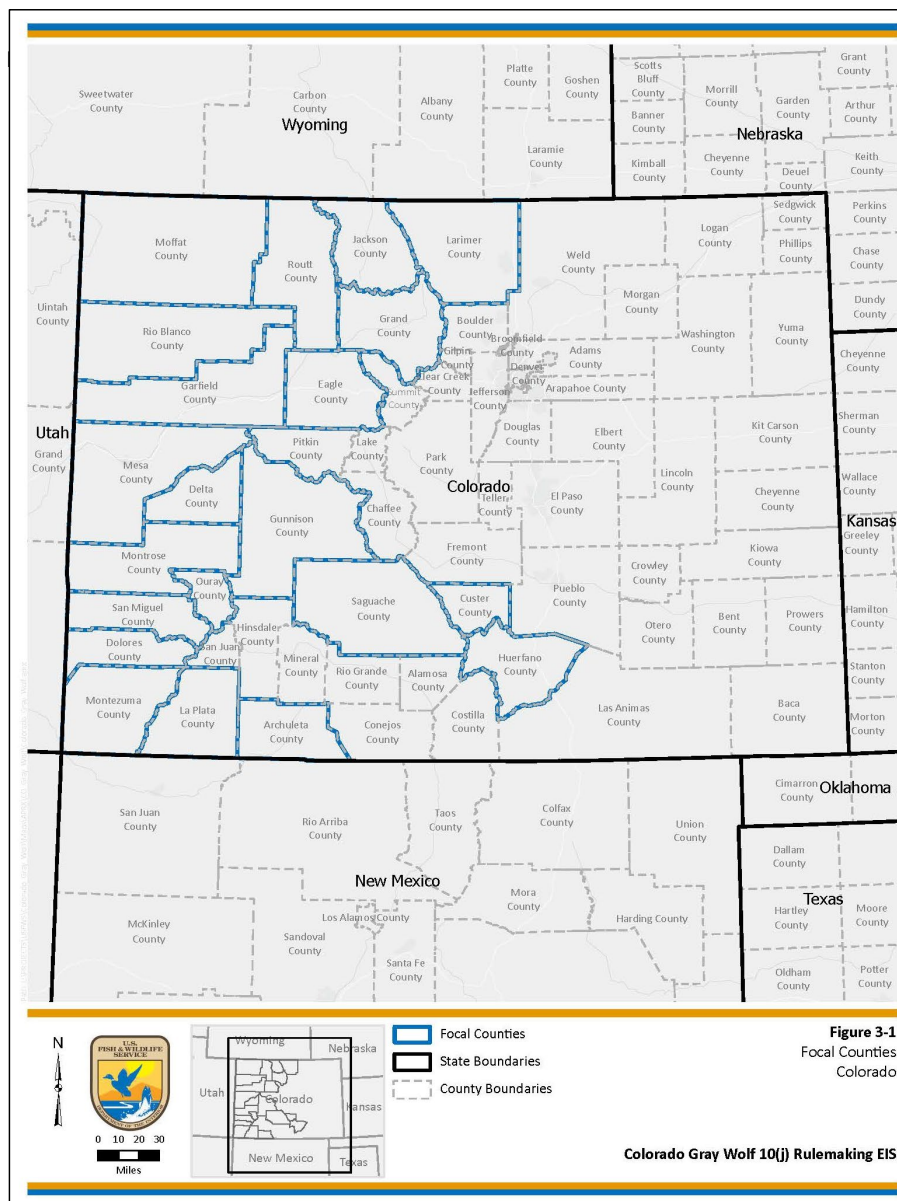 Platte
County
Goshen
County
Scotts
Bluff
County
Grant
County
Sweetwater
County
Carbon
County
Albany
County
Morrill
County
Garden
County
Arthur
County
Wyoming
Banner
County
Nebraska
Laramie
County
Kimball
County
Cheyenne
County
Deuel
County
Keith
County
Moffat
County
Routt
County
Jackson
County
Larimer
County
Weld
County
Logan
County
Sedgwick
County
Phillips
County
Perkins
County
Chase
County
Uintah
County
Rio Blanco
County
Grand
County
Boulder
County
Broomfield
County
Morgan
County
Washington
County
Yuma
County
Dundy
County
Garfield
County
Eagle
County
Summit
County
Gilpin
County
Clear Creek
County
Denver
County
Jefferson
County
Adams
County
Arapahoe County
Cheyenne
County
Utah
Grand
County
Mesa
County
Pitkin
County
Lake
County
Park
County
Douglas
County
Elbert
County
Kit Carson
County
Sherman
County
Delta
County
Gunnison
County
Chaffee
County
Colorado
Teller
County
El Paso
County
Lincoln
County
Cheyenne
County
Wallace
County
Kansas
Greeley
County
Montrose
County
Ouray
County
Fremont
County
Crowley
County
Kiowa
County
San Miguel
County
Saguache
County
Custer
County
Pueblo
County
Otero
County
Bent
County
Prowers
County
Hamilton
County
Dolores
County
San Juan
County
Hinsdale
County
Mineral
County
Rio Grande
County
Alamosa
County
Huerfano
County
Stanton
County
Montezuma
County
La Plata
County
Archuleta
County
Conejos
County
Costilla
County
Las Animas
County
Baca
County
Morton
County
San Juan
County
Rio Arriba
County
Taos
County
Colfax
County
Union
County
Cimarron
County
Oklahoma
Dallam
County
New Mexico
Mora
County
Harding County
Texas
Hartley
County
Moore
County
McKinley
County
Los Alamos County
Sandoval
County
Santa Fe
County
Oldham
County
Potter
County
N
U.S.
FISH & WILDLIFE
SERVICE
DEPARTMENT OF THE INTERIOR
0 10 20 30
Miles
Wyoming
Nebraska
Utah
Colorado
Kansas
New Mexico
Texas
Focal Counties
State Boundaries
County Boundaries
Figure 3-1
Focal Counties
Colorado
Colorado Gray Wolf 10(j) Rulemaking EIS